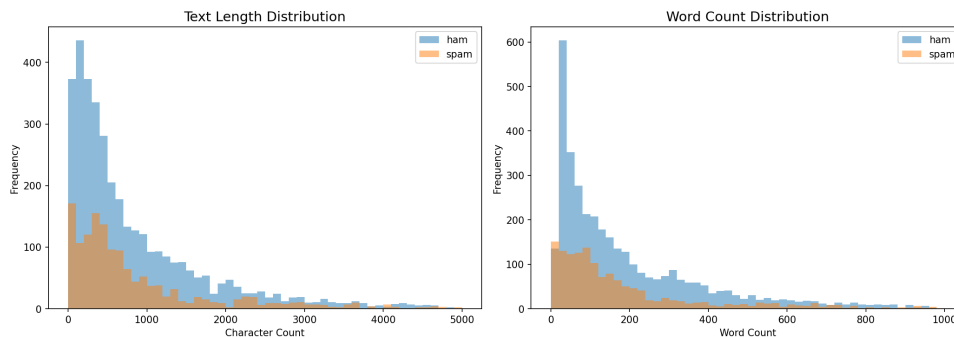 Text Length Distribution
ham
spam
400
300
200
100
0
Frequency
0 1000 2000 3000 4000 5000
Character Count
Word Count Distribution
ham
spam
600
500
400
300
200
100
0
Frequency
0 200 400 600 800 1000
Word Count